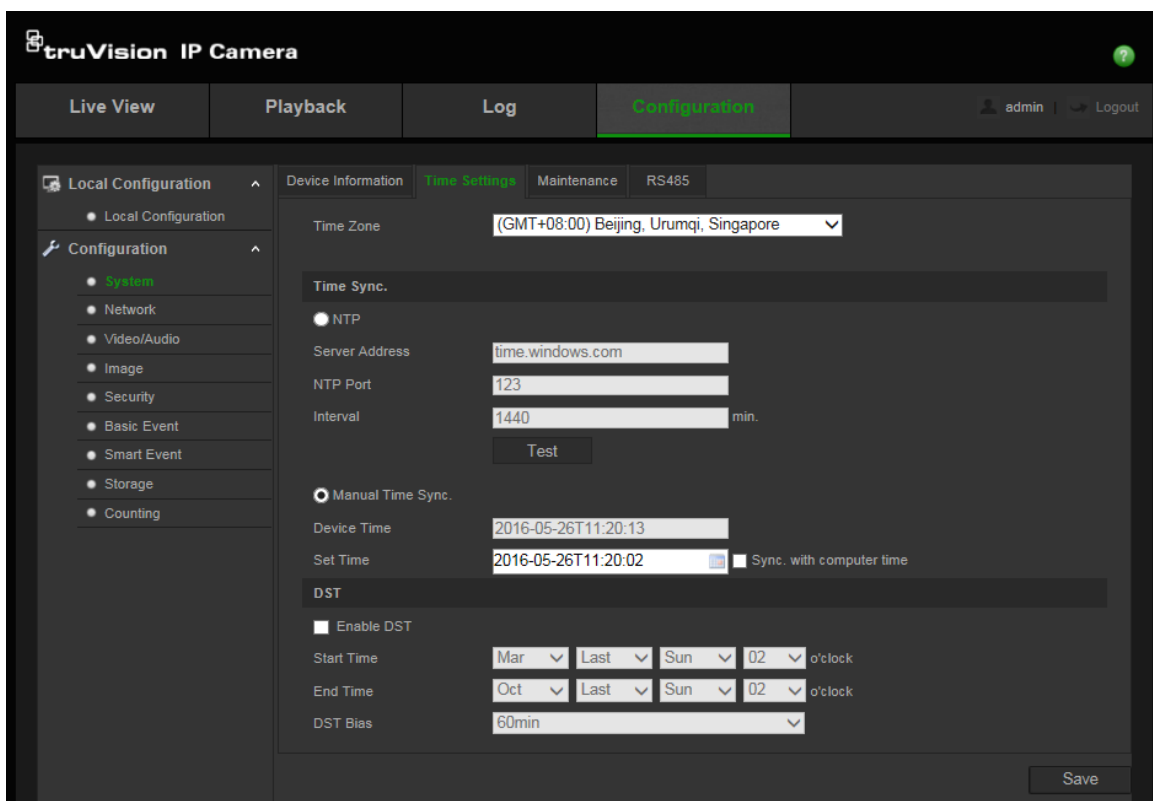 truVision IP Camera
?
Live View Playback Log Configuration admin | Logout
Local Configuration
Local Configuration
Configuration
System
Network
Video/Audio
Image
Security
Basic Event
Smart Event
Storage
Counting
Device Information Time Settings Maintenance RS485
Time Zone (GMT+08:00) Beijing, Urumqi, Singapore
Time Sync.
NTP
Server Address time.windows.com
NTP Port 123
Interval 1440 min.
Test
Manual Time Sync.
Device Time 2016-05-26T11:20:13
Set Time 2016-05-26T11:20:02 Sync. with computer time
DST
Enable DST
Start Time Mar Last Sun 02 o'clock
End Time Oct Last Sun 02 o'clock
DST Bias 60min
Save